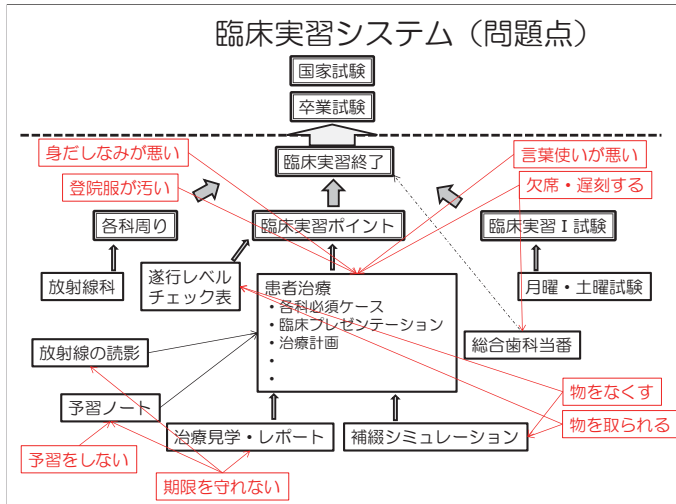 臨床実習システム（問題点）
国家試験
卒業試験
身だしなみが悪い
臨床実習終了
言葉使いが悪い
登院服が汚い
欠席・遅刻する
各科周り
臨床実習ポイント
臨床実習Ⅰ試験
放射線科
遂行レベル
チェック表
患者治療
・各科必須ケース
・臨床プレゼンテーション
・治療計画
・
・
月曜・土曜試験
放射線の読影
総合歯科当番
予習ノート
物をなくす
治療見学・レポート
補綴シミュレーション
物を取られる
予習をしない
期限を守れない